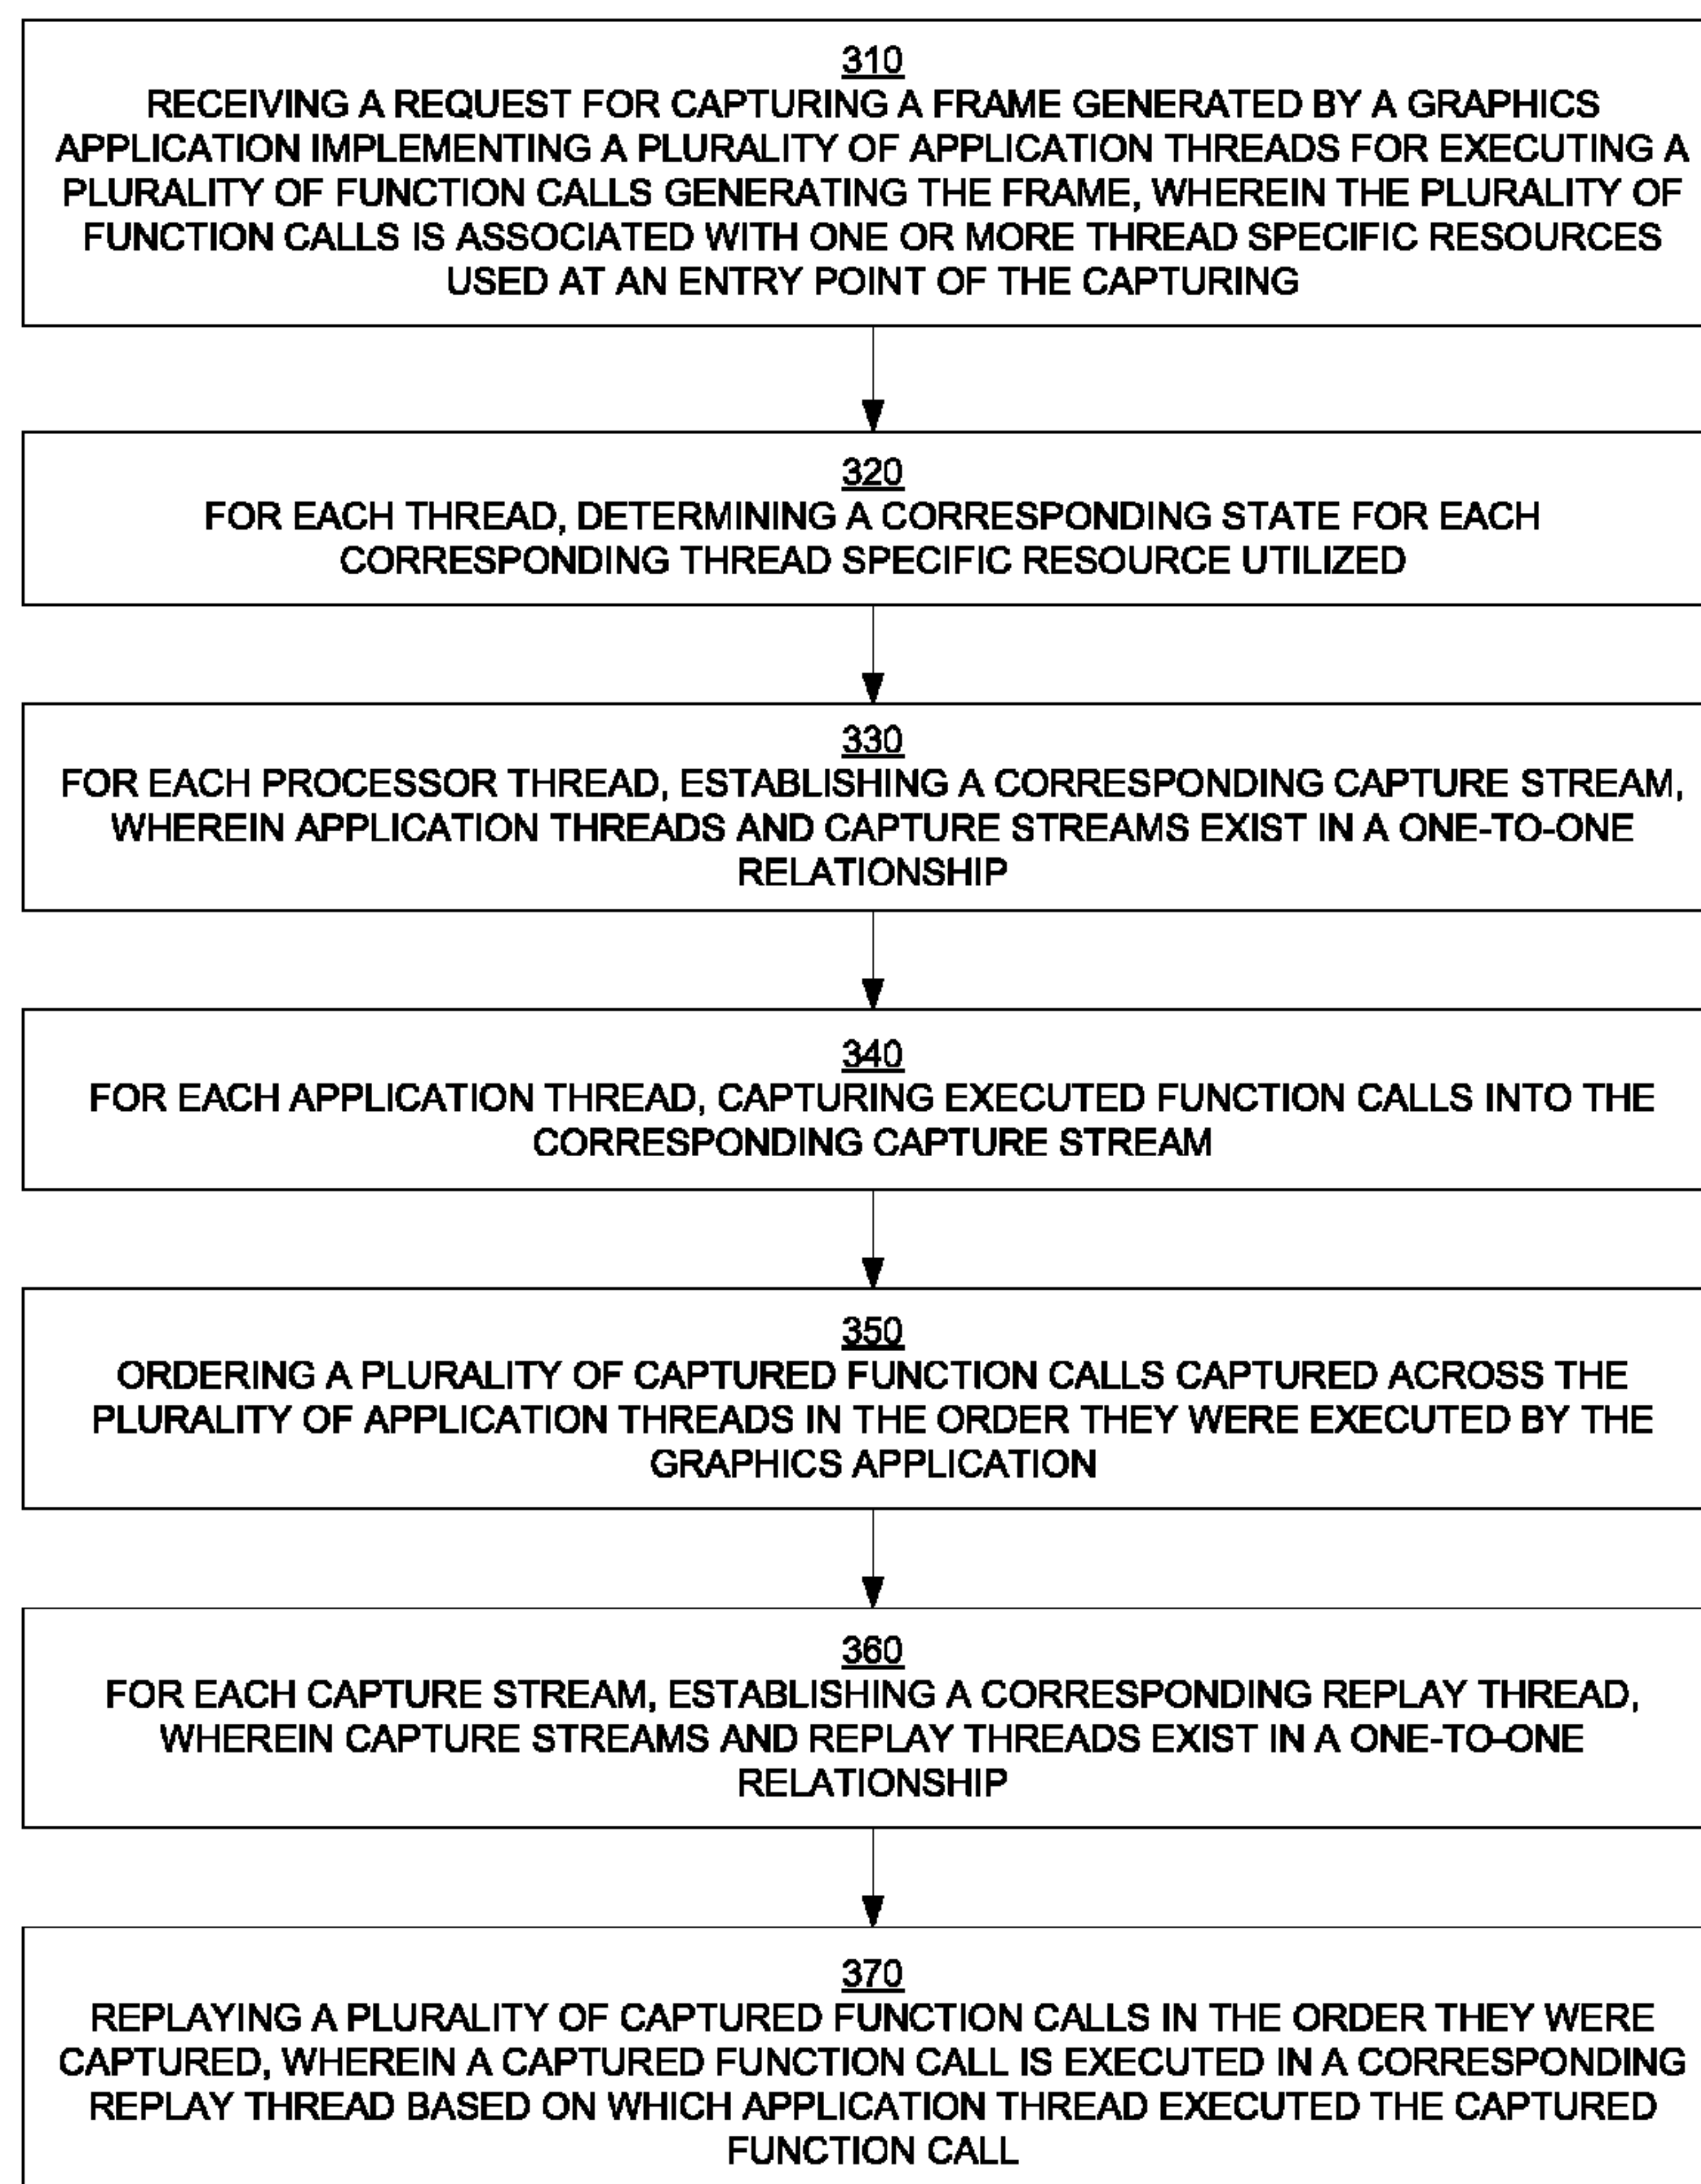 310
RECEIVING A REQUEST FOR CAPTURING A FRAME GENERATED BY A GRAPHICS
APPLICATION IMPLEMENTING A PLURALITY OF APPLICATION THREADS FOR EXECUTING A
PLURALITY OF FUNCTION CALLS GENERATING THE FRAME, WHEREIN THE PLURALITY OF
FUNCTION CALLS IS ASSOCIATED WITH ONE OR MORE THREAD SPECIFIC RESOURCES
USED AT AN ENTRY POINT OF THE CAPTURING
320
FOR EACH THREAD, DETERMINING A CORRESPONDING STATE FOR EACH
CORRESPONDING THREAD SPECIFIC RESOURCE UTILIZED
330
FOR EACH PROCESSOR THREAD, ESTABLISHING A CORRESPONDING CAPTURE STREAM,
WHEREIN APPLICATION THREADS AND CAPTURE STREAMS EXIST IN A ONE-TO-ONE
RELATIONSHIP
340
FOR EACH APPLICATION THREAD, CAPTURING EXECUTED FUNCTION CALLS INTO THE
CORRESPONDING CAPTURE STREAM
350
ORDERING A PLURALITY OF CAPTURED FUNCTION CALLS CAPTURED ACROSS THE
PLURALITY OF APPLICATION THREADS IN THE ORDER THEY WERE EXECUTED BY THE
GRAPHICS APPLICATION
360
FOR EACH CAPTURE STREAM, ESTABLISHING A CORRESPONDING REPLAY THREAD,
WHEREIN CAPTURE STREAMS AND REPLAY THREADS EXIST IN A ONE-TO-ONE
RELATIONSHIP
370
REPLAYING A PLURALITY OF CAPTURED FUNCTION CALLS IN THE ORDER THEY WERE
CAPTURED, WHEREIN A CAPTURED FUNCTION CALL IS EXECUTED IN A CORRESPONDING
REPLAY THREAD BASED ON WHICH APPLICATION THREAD EXECUTED THE CAPTURED
FUNCTION CALL